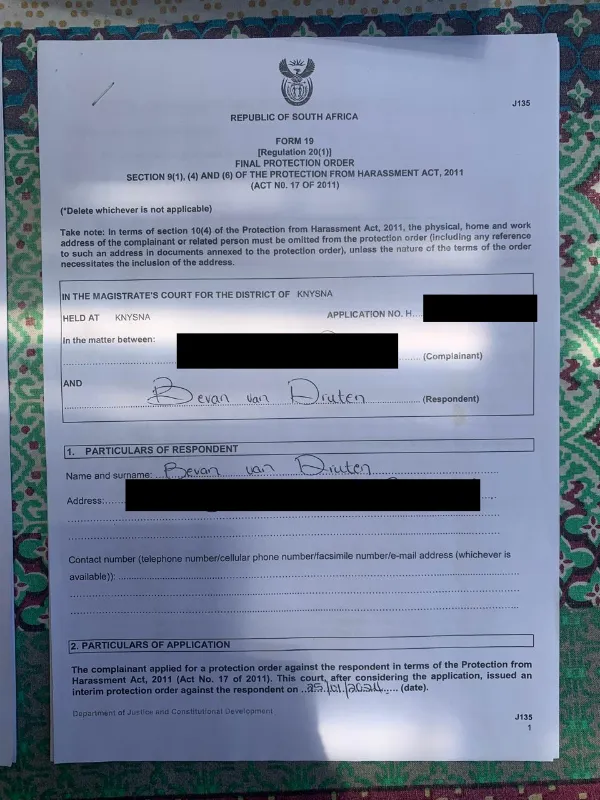 J135
REPUBLIC OF SOUTH AFRICA
FORM 19
[Regulation 20(1)]
FINAL PROTECTION ORDER
SECTION 9(1), (4) AND (6) OF THE PROTECTION FROM HARASSMENT ACT, 2011
(ACT N0. 17 OF 2011)
(*Delete whichever is not applicable)
Take note: In terms of section 10(4) of the Protection from Harassment Act, 2011, the physical, home and work
address of the complainant or related person must be omitted from the protection order (including any reference
to such an address in documents annexed to the protection order), unless the nature of the terms of the order
necessitates the inclusion of the address.
IN THE MAGISTRATE'S COURT FOR THE DISTRICT OF KNYSNA
HELD AT KNYSNA APPLICATION NO. H...
In the matter between:
(Complainant)
AND
Bevan van Druten (Respondent)
1. PARTICULARS OF RESPONDENT
Name and surname: Bevan van Druten
Address:
Contact number (telephone number/cellular phone number/facsimile number/e-mail address (whichever is
available)):
2. PARTICULARS OF APPLICATION
The complainant applied for a protection order against the respondent in terms of the Protection from
Harassment Act, 2011 (Act No. 17 of 2011). This court, after considering the application, issued an
interim protection order against the respondent on ..25/01/2024..... (date).
Department of Justice and Constitutional Development
J135
1